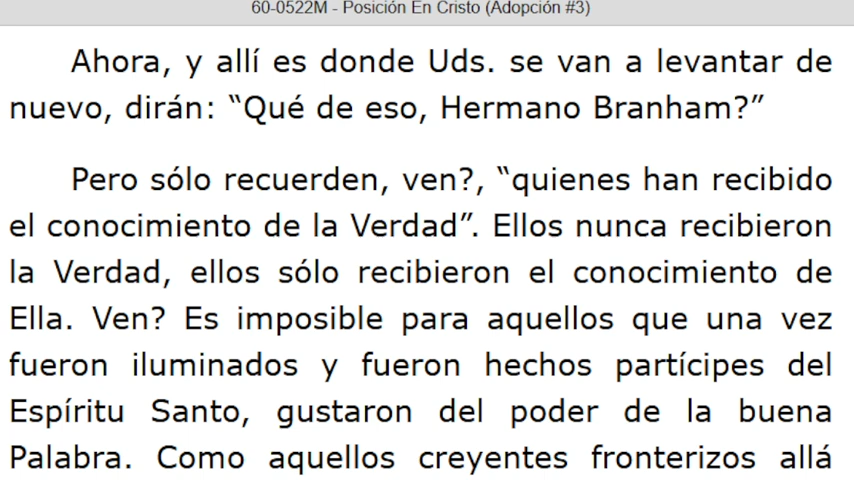 60-0522M - Posición En Cristo (Adopción #3)
Ahora, y allí es donde Uds. se van a levantar de
nuevo, dirán: “Qué de eso, Hermano Branham?”
Pero sólo recuerden, ven?, “quienes han recibido
el conocimiento de la Verdad”. Ellos nunca recibieron
la Verdad, ellos sólo recibieron el conocimiento de
Ella. Ven? Es imposible para aquellos que una vez
fueron iluminados y fueron hechos partícipes del
Espíritu Santo, gustaron del poder de la buena
Palabra. Como aquellos creyentes fronterizos allá